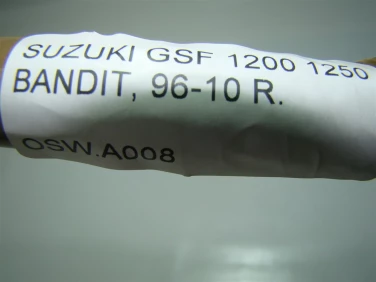 SUZUKI GSF 1200 1250
BANDIT, 96-10 R.
OSW.A008